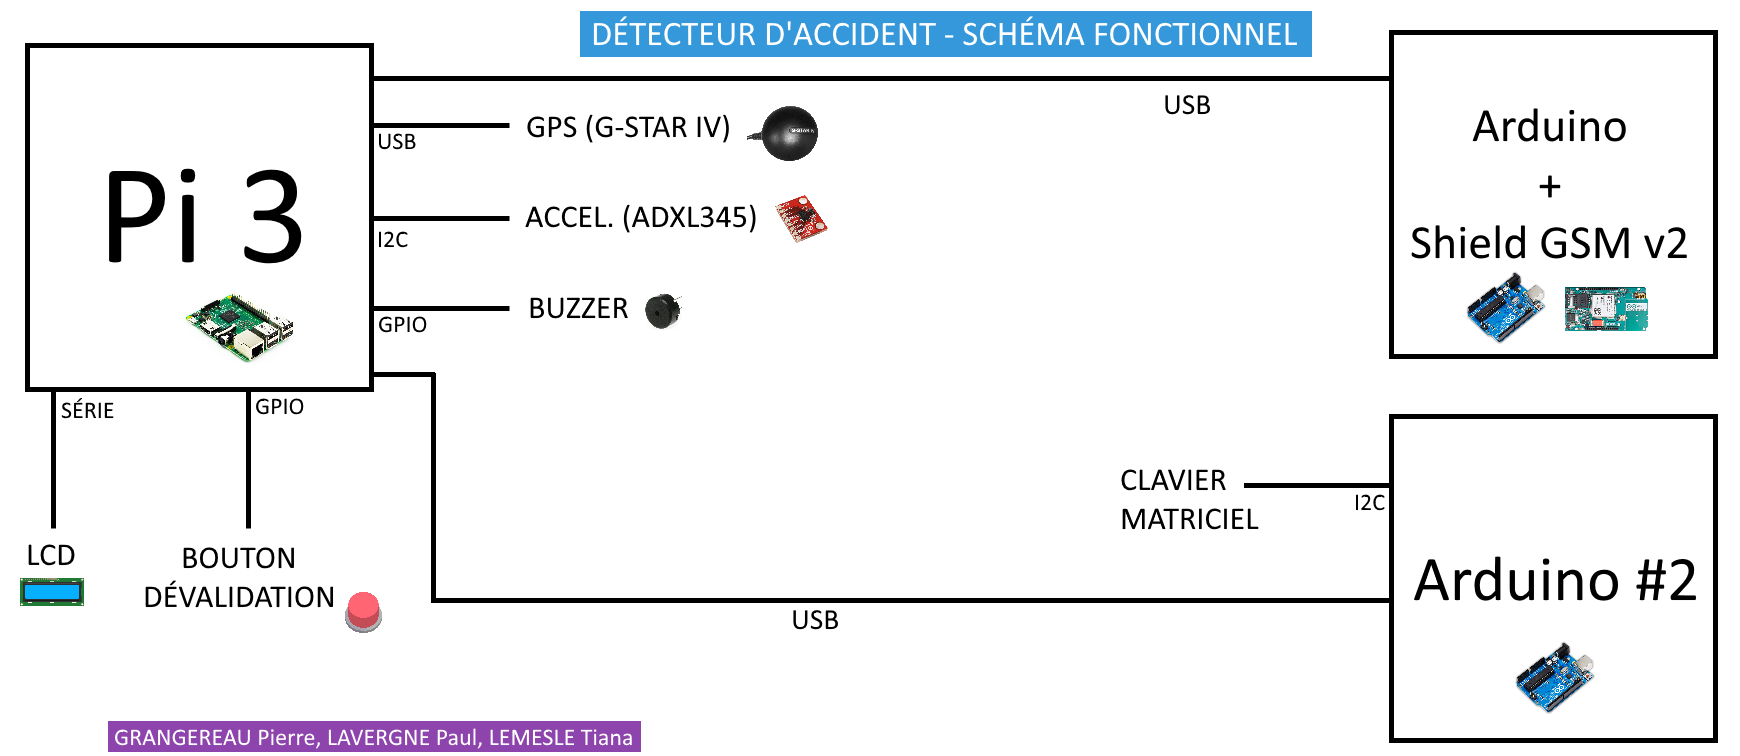 DÉTECTEUR D'ACCIDENT - SCHÉMA FONCTIONNEL
Pi 3
USB
USB
GPS (G-STAR IV)
I2C
ACCEL. (ADXL345)
GPIO
BUZZER
Arduino
+
Shield GSM v2
SÉRIE
GPIO
LCD
BOUTON
DÉVALIDATION
CLAVIER
MATRICIEL
I2C
Arduino #2
USB
GRANGEREAU Pierre, LAVERGNE Paul, LEMESLE Tiana